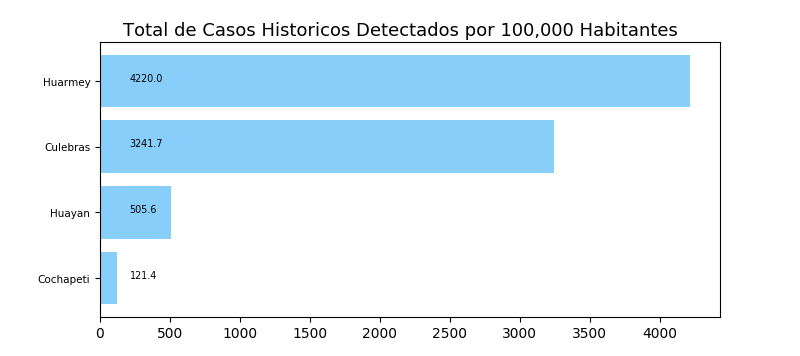 Total de Casos Historicos Detectados por 100,000 Habitantes
Huarmey 4220.0
Culebras 3241.7
Huayan 505.6
Cochapeti 121.4
0 500 1000 1500 2000 2500 3000 3500 4000